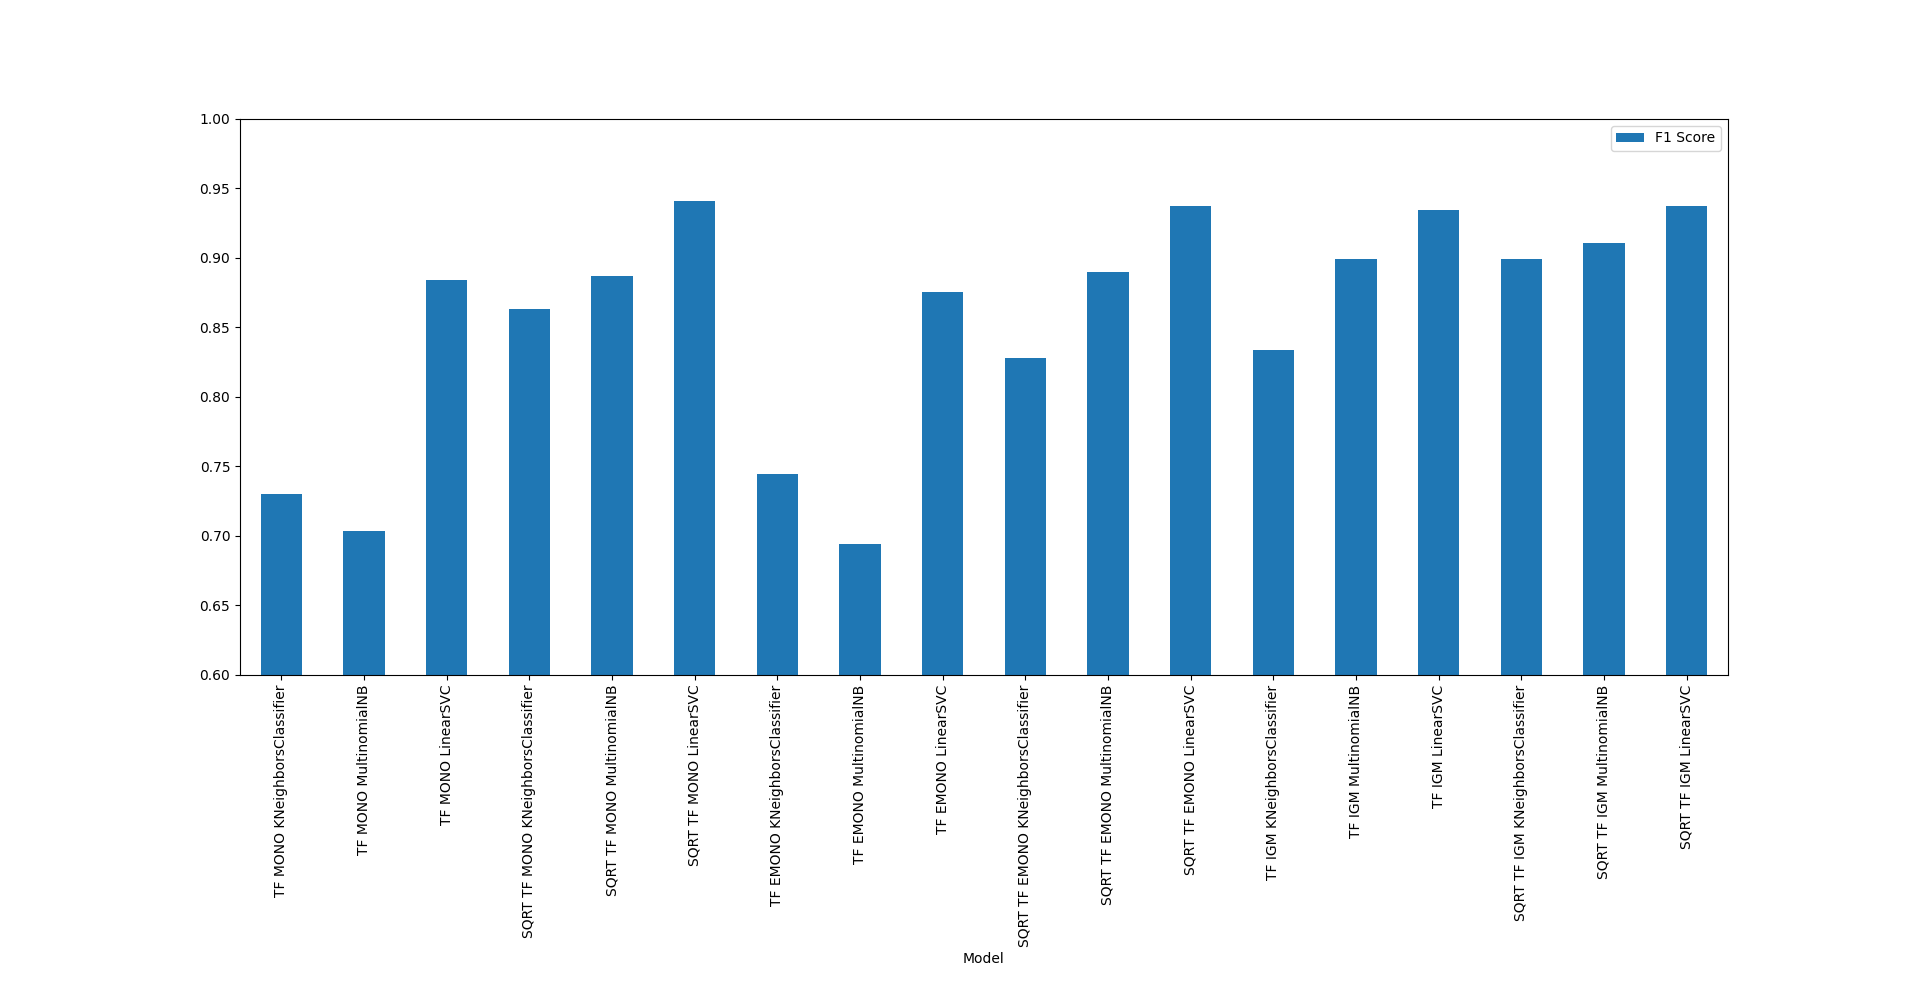 F1 Score
1.00
0.95
0.90
0.85
0.80
0.75
0.70
0.65
0.60
TF MONO KNeighborsClassifier
TF MONO MultinomialNB
TF MONO LinearSVC
SQRT TF MONO KNeighborsClassifier
SQRT TF MONO MultinomialNB
SQRT TF MONO LinearSVC
TF EMONO KNeighborsClassifier
TF EMONO MultinomialNB
TF EMONO LinearSVC
SQRT TF EMONO KNeighborsClassifier
SQRT TF EMONO MultinomialNB
SQRT TF EMONO LinearSVC
TF IGM KNeighborsClassifier
TF IGM MultinomialNB
TF IGM LinearSVC
SQRT TF IGM KNeighborsClassifier
SQRT TF IGM MultinomialNB
SQRT TF IGM LinearSVC
Model